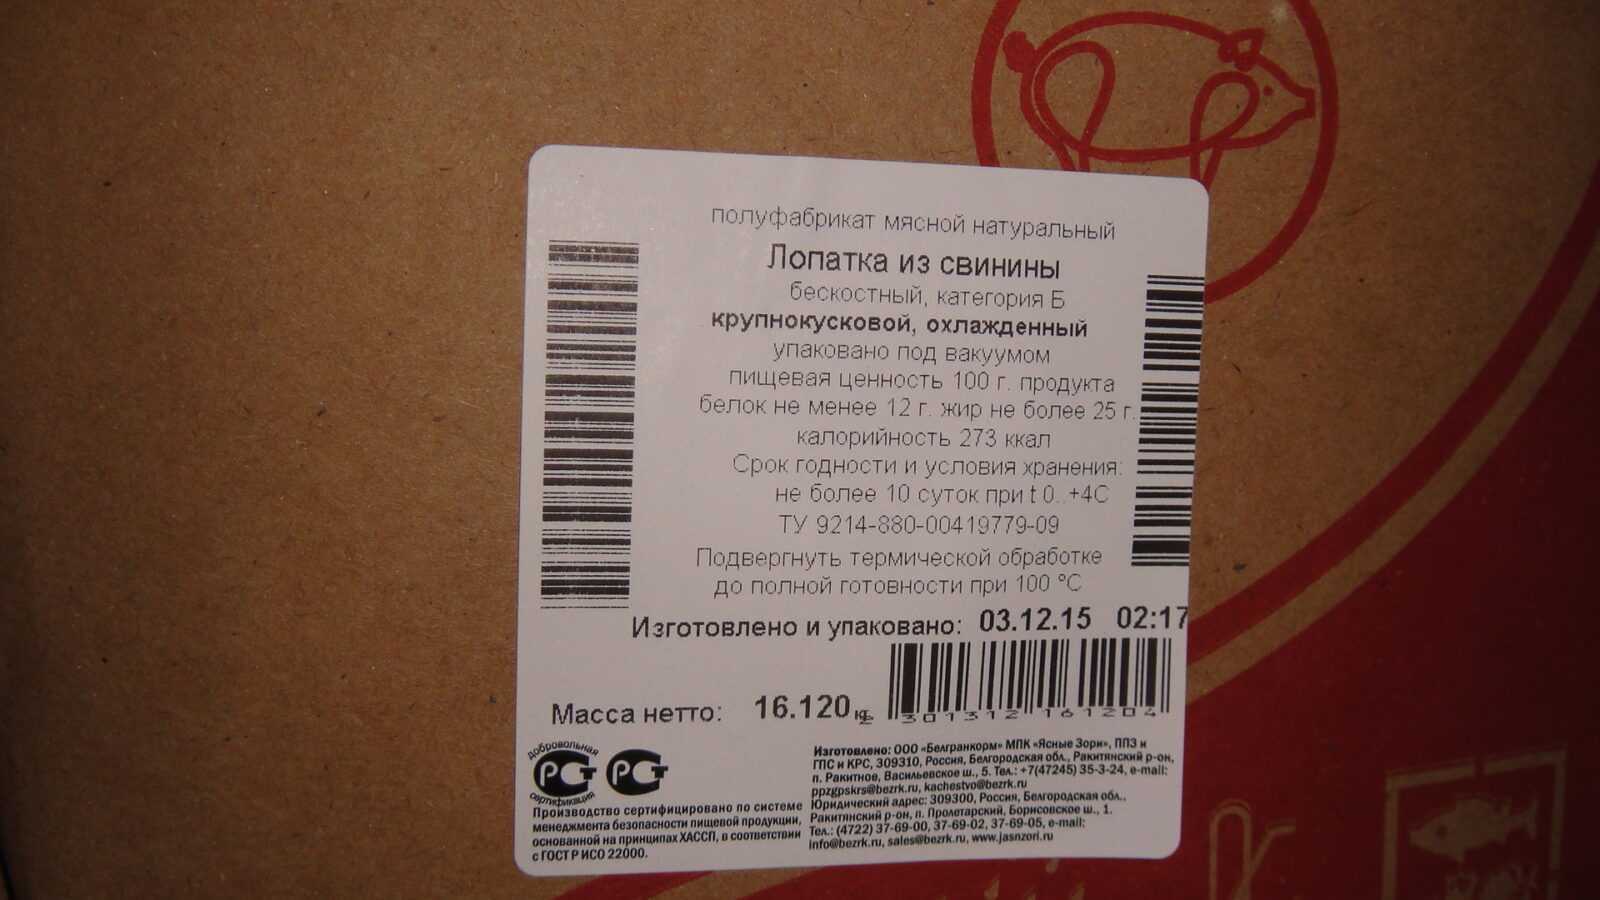 полуфабрикат мясной натуральный
Лопатка из свинины
бескостный, категория Б
крупнокусковой, охлажденный
упаковано под вакуумом
пищевая ценность 100 г. продукта
белок не менее 12 г. жир не более 25 г.
калорийность 273 ккал
Срок годности и условия хранения:
не более 10 суток при t 0..+4С
ТУ 9214-880-00419779-09
Подвергнуть термической обработке
до полной готовности при 100 °С
Изготовлено и упаковано: 03.12.15 02:17
Масса нетто: 16.120 кг
301312 161204
добровольная
сертификация
Производство сертифицировано по системе
менеджмента безопасности пищевой продукции,
основанной на принципах ХАССП, в соответствии
с ГОСТ Р ИСО 22000.
Изготовлено: ООО «Белгранкорм» МПК «Ясные Зори», ППЗ и
ГПС и КРС, 309310, Россия, Белгородская обл., Ракитянский р-он,
п. Ракитное, Васильевское ш., 5. Тел.: +7(47245) 35-3-24, e-mail:
ppzgpskrs@bezrk.ru, kachestvo@bezrk.ru
Юридический адрес: 309300, Россия, Белгородская обл.,
Ракитянский р-он, п. Пролетарский, Борисовское ш., 1.
Тел.: (4722) 37-69-00, 37-69-02, 37-69-05, e-mail:
info@bezrk.ru, sales@bezrk.ru, www.jasnzori.ru